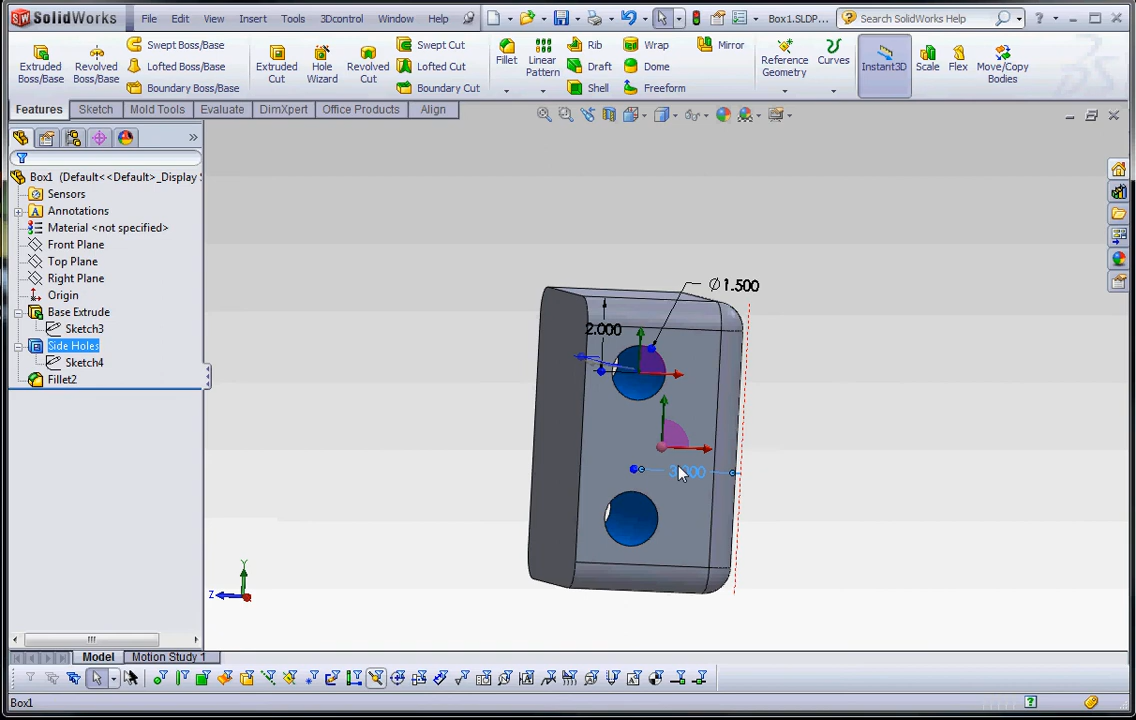 SolidWorks File Edit View Insert Tools 3Dcontrol Window Help Box1.SLDP... Search SolidWorks Help
Extruded Boss/Base
Revolved Boss/Base
Swept Boss/Base
Lofted Boss/Base
Boundary Boss/Base
Extruded Cut
Hole Wizard
Revolved Cut
Swept Cut
Lofted Cut
Boundary Cut
Fillet
Linear Pattern
Rib
Draft
Shell
Wrap
Dome
Freeform
Mirror
Reference Geometry
Curves
Instant3D
Scale
Flex
Move/Copy Bodies
Features Sketch Mold Tools Evaluate DimXpert Office Products Align
Box1 (Default<<Default>_Display
Sensors
Annotations
Material <not specified>
Front Plane
Top Plane
Right Plane
Origin
Base Extrude
Sketch3
Side Holes
Sketch4
Fillet2
Ø1.500
2.000
Y
Z
Model Motion Study 1
Box1